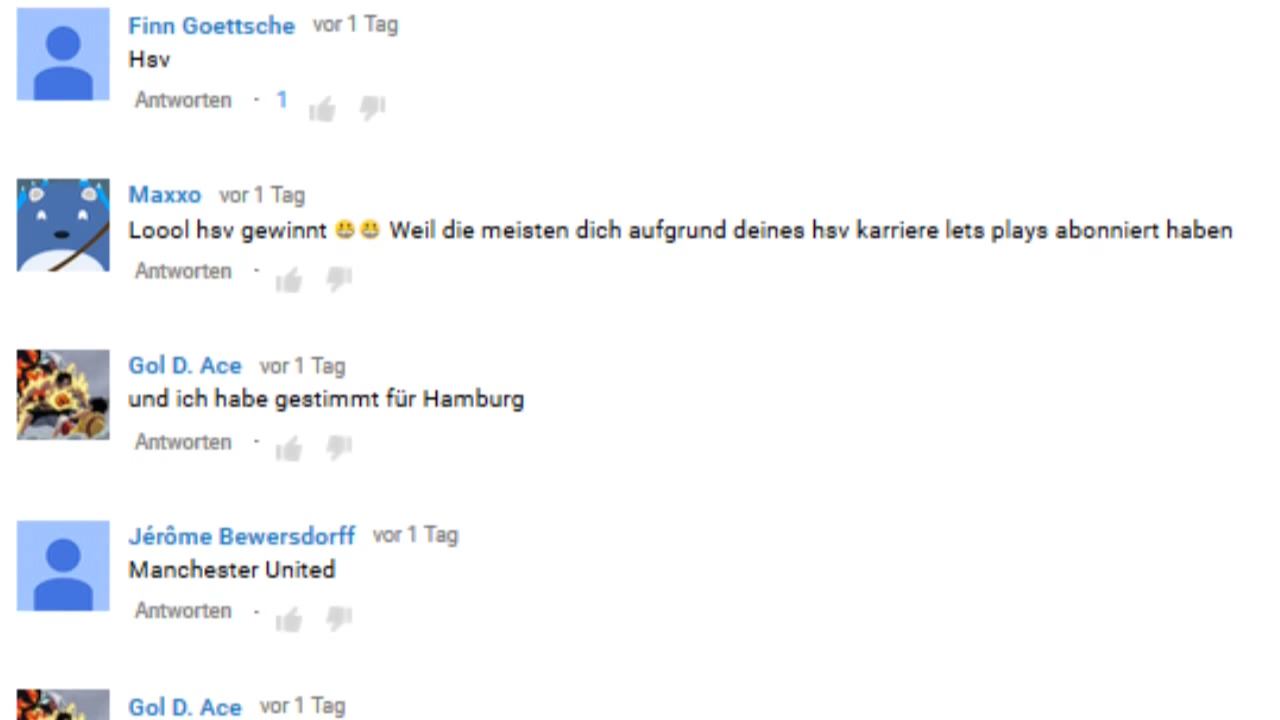 Finn Goettsche vor 1 Tag
Hsv
Antworten · 1
Maxxo vor 1 Tag
Loool hsv gewinnt 😬😬 Weil die meisten dich aufgrund deines hsv karriere lets plays abonniert haben
Antworten ·
Gol D. Ace vor 1 Tag
und ich habe gestimmt für Hamburg
Antworten ·
Jérôme Bewersdorff vor 1 Tag
Manchester United
Antworten ·
Gol D. Ace vor 1 Tag